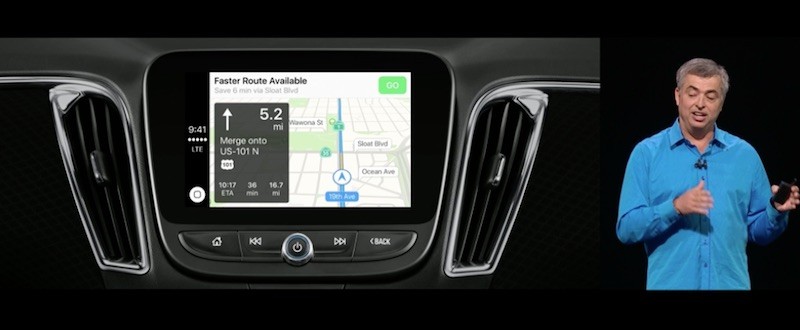 Faster Route Available
Save 6 min via Sloat Blvd
GO
5.2
mi
Merge onto
US-101 N
101
10:17
ETA
36
min
16.7
mi
9:41
LTE
Wawona St
Sloat Blvd
Ocean Ave
19th Ave
< BACK